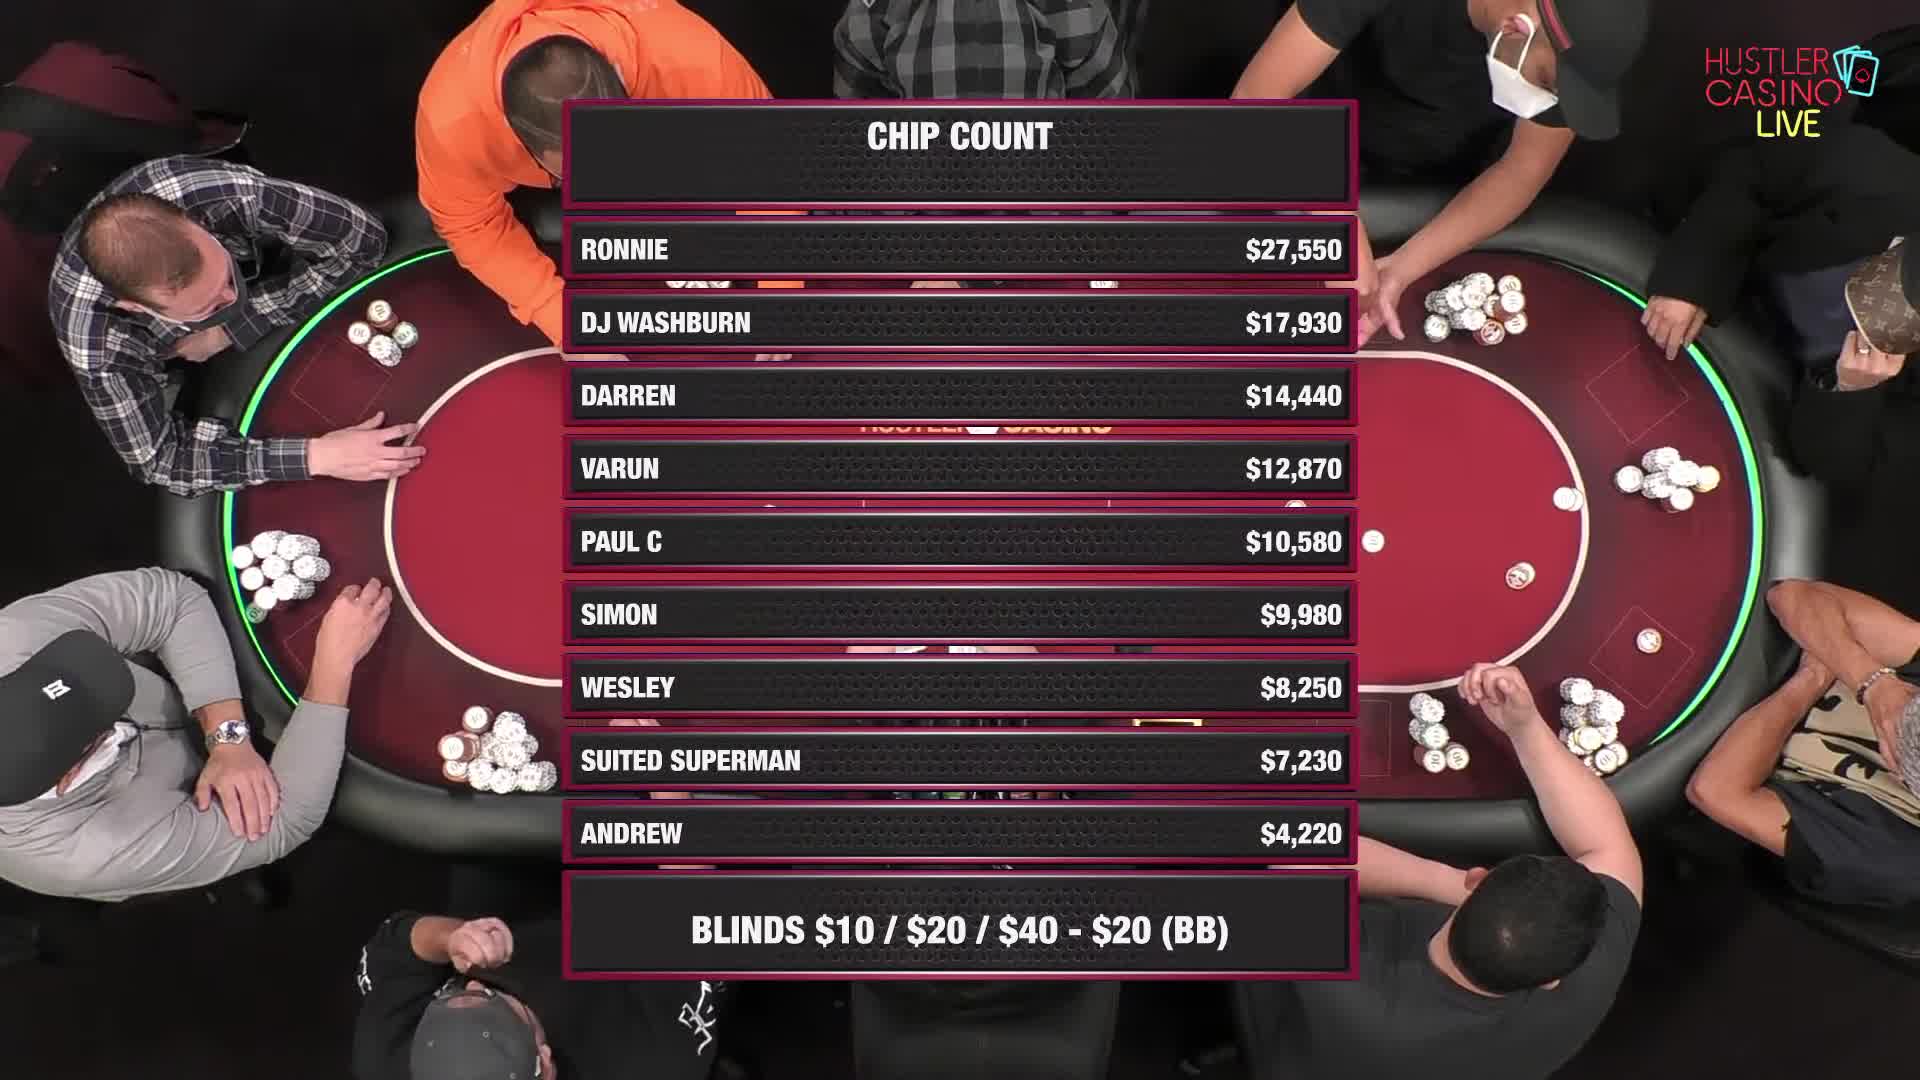 HUSTLER
CASINO
LIVE
CHIP COUNT
RONNIE $27,550
DJ WASHBURN $17,930
DARREN $14,440
VARUN $12,870
PAUL C $10,580
SIMON $9,980
WESLEY $8,250
SUITED SUPERMAN $7,230
ANDREW $4,220
BLINDS $10 / $20 / $40 - $20 (BB)